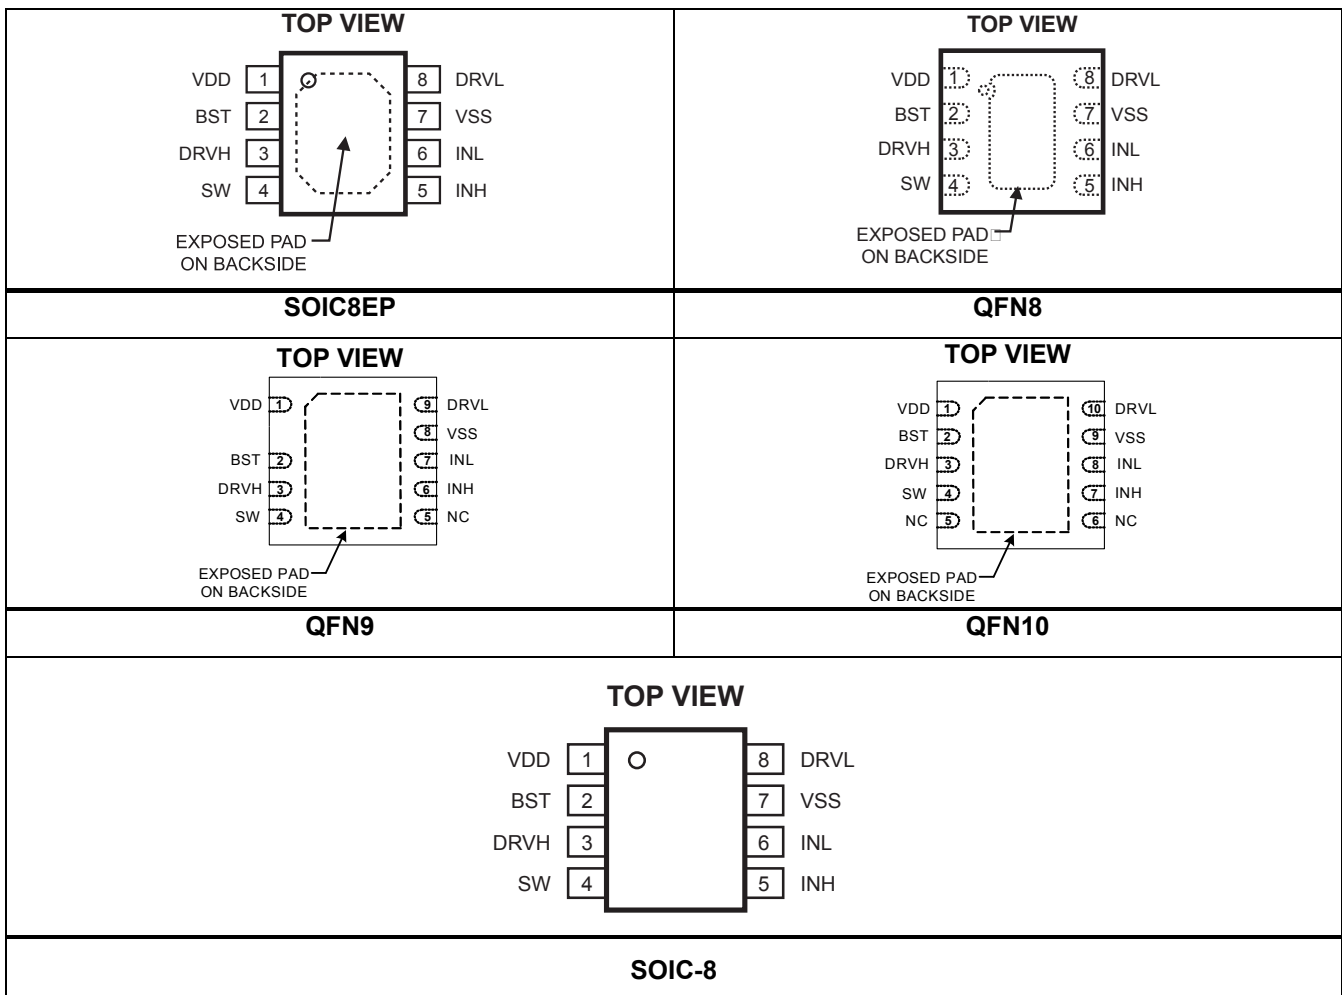 TOP VIEW
VDD 1 8 DRVL
BST 2 7 VSS
DRVH 3 6 INL
SW 4 5 INH
EXPOSED PAD
ON BACKSIDE
SOIC8EP
TOP VIEW
VDD 1 8 DRVL
BST 2 7 VSS
DRVH 3 6 INL
SW 4 5 INH
EXPOSED PAD
ON BACKSIDE
QFN8
TOP VIEW
VDD 1 9 DRVL
8 VSS
BST 2 7 INL
DRVH 3 6 INH
SW 4 5 NC
EXPOSED PAD
ON BACKSIDE
QFN9
TOP VIEW
VDD 1 10 DRVL
BST 2 9 VSS
DRVH 3 8 INL
SW 4 7 INH
NC 5 6 NC
EXPOSED PAD
ON BACKSIDE
QFN10
TOP VIEW
VDD 1 8 DRVL
BST 2 7 VSS
DRVH 3 6 INL
SW 4 5 INH
SOIC-8